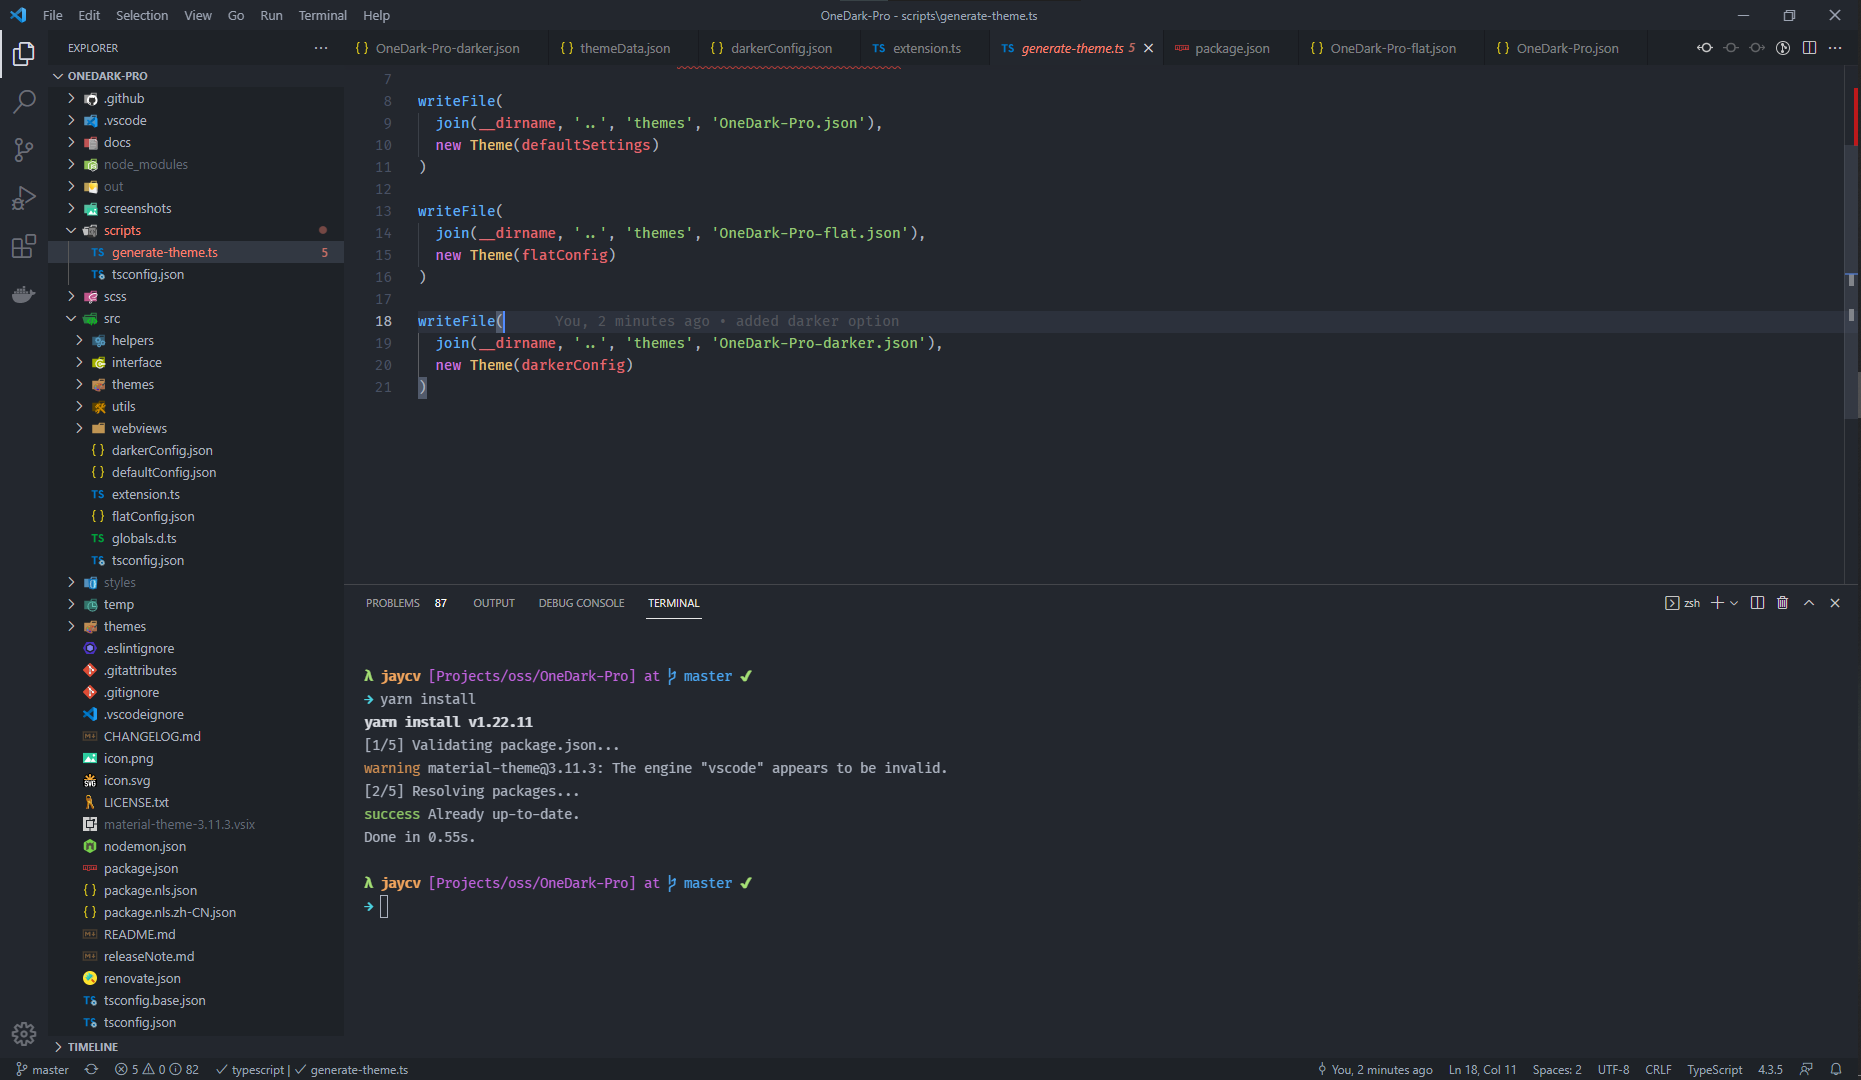 File Edit Selection View Go Run Terminal Help
OneDark-Pro - scripts\generate-theme.ts
EXPLORER
ONEDARK-PRO
.github
.vscode
docs
node_modules
out
screenshots
scripts
TS generate-theme.ts 5
TS tsconfig.json
scss
src
helpers
interface
themes
utils
webviews
{} darkerConfig.json
{} defaultConfig.json
TS extension.ts
{} flatConfig.json
TS globals.d.ts
TS tsconfig.json
styles
temp
themes
.eslintignore
.gitattributes
.gitignore
.vscodeignore
CHANGELOG.md
icon.png
icon.svg
LICENSE.txt
material-theme-3.11.3.vsix
nodemon.json
package.json
{} package.nls.json
{} package.nls.zh-CN.json
README.md
releaseNote.md
renovate.json
TS tsconfig.base.json
TS tsconfig.json
TIMELINE
{} OneDark-Pro-darker.json {} themeData.json {} darkerConfig.json TS extension.ts TS generate-theme.ts 5 package.json {} OneDark-Pro-flat.json {} OneDark-Pro.json
7
8 writeFile(
9 join(__dirname, '..', 'themes', 'OneDark-Pro.json'),
10 new Theme(defaultSettings)
11 )
12
13 writeFile(
14 join(__dirname, '..', 'themes', 'OneDark-Pro-flat.json'),
15 new Theme(flatConfig)
16 )
17
18 writeFile( You, 2 minutes ago • added darker option
19 join(__dirname, '..', 'themes', 'OneDark-Pro-darker.json'),
20 new Theme(darkerConfig)
21 )
PROBLEMS 87 OUTPUT DEBUG CONSOLE TERMINAL
zsh
λ jaycv [Projects/oss/OneDark-Pro] at master ✔
➜ yarn install
yarn install v1.22.11
[1/5] Validating package.json...
warning material-theme@3.11.3: The engine "vscode" appears to be invalid.
[2/5] Resolving packages...
success Already up-to-date.
Done in 0.55s.
λ jaycv [Projects/oss/OneDark-Pro] at master ✔
➜
master 5 0 82 typescript | generate-theme.ts
You, 2 minutes ago Ln 18, Col 11 Spaces: 2 UTF-8 CRLF TypeScript 4.3.5